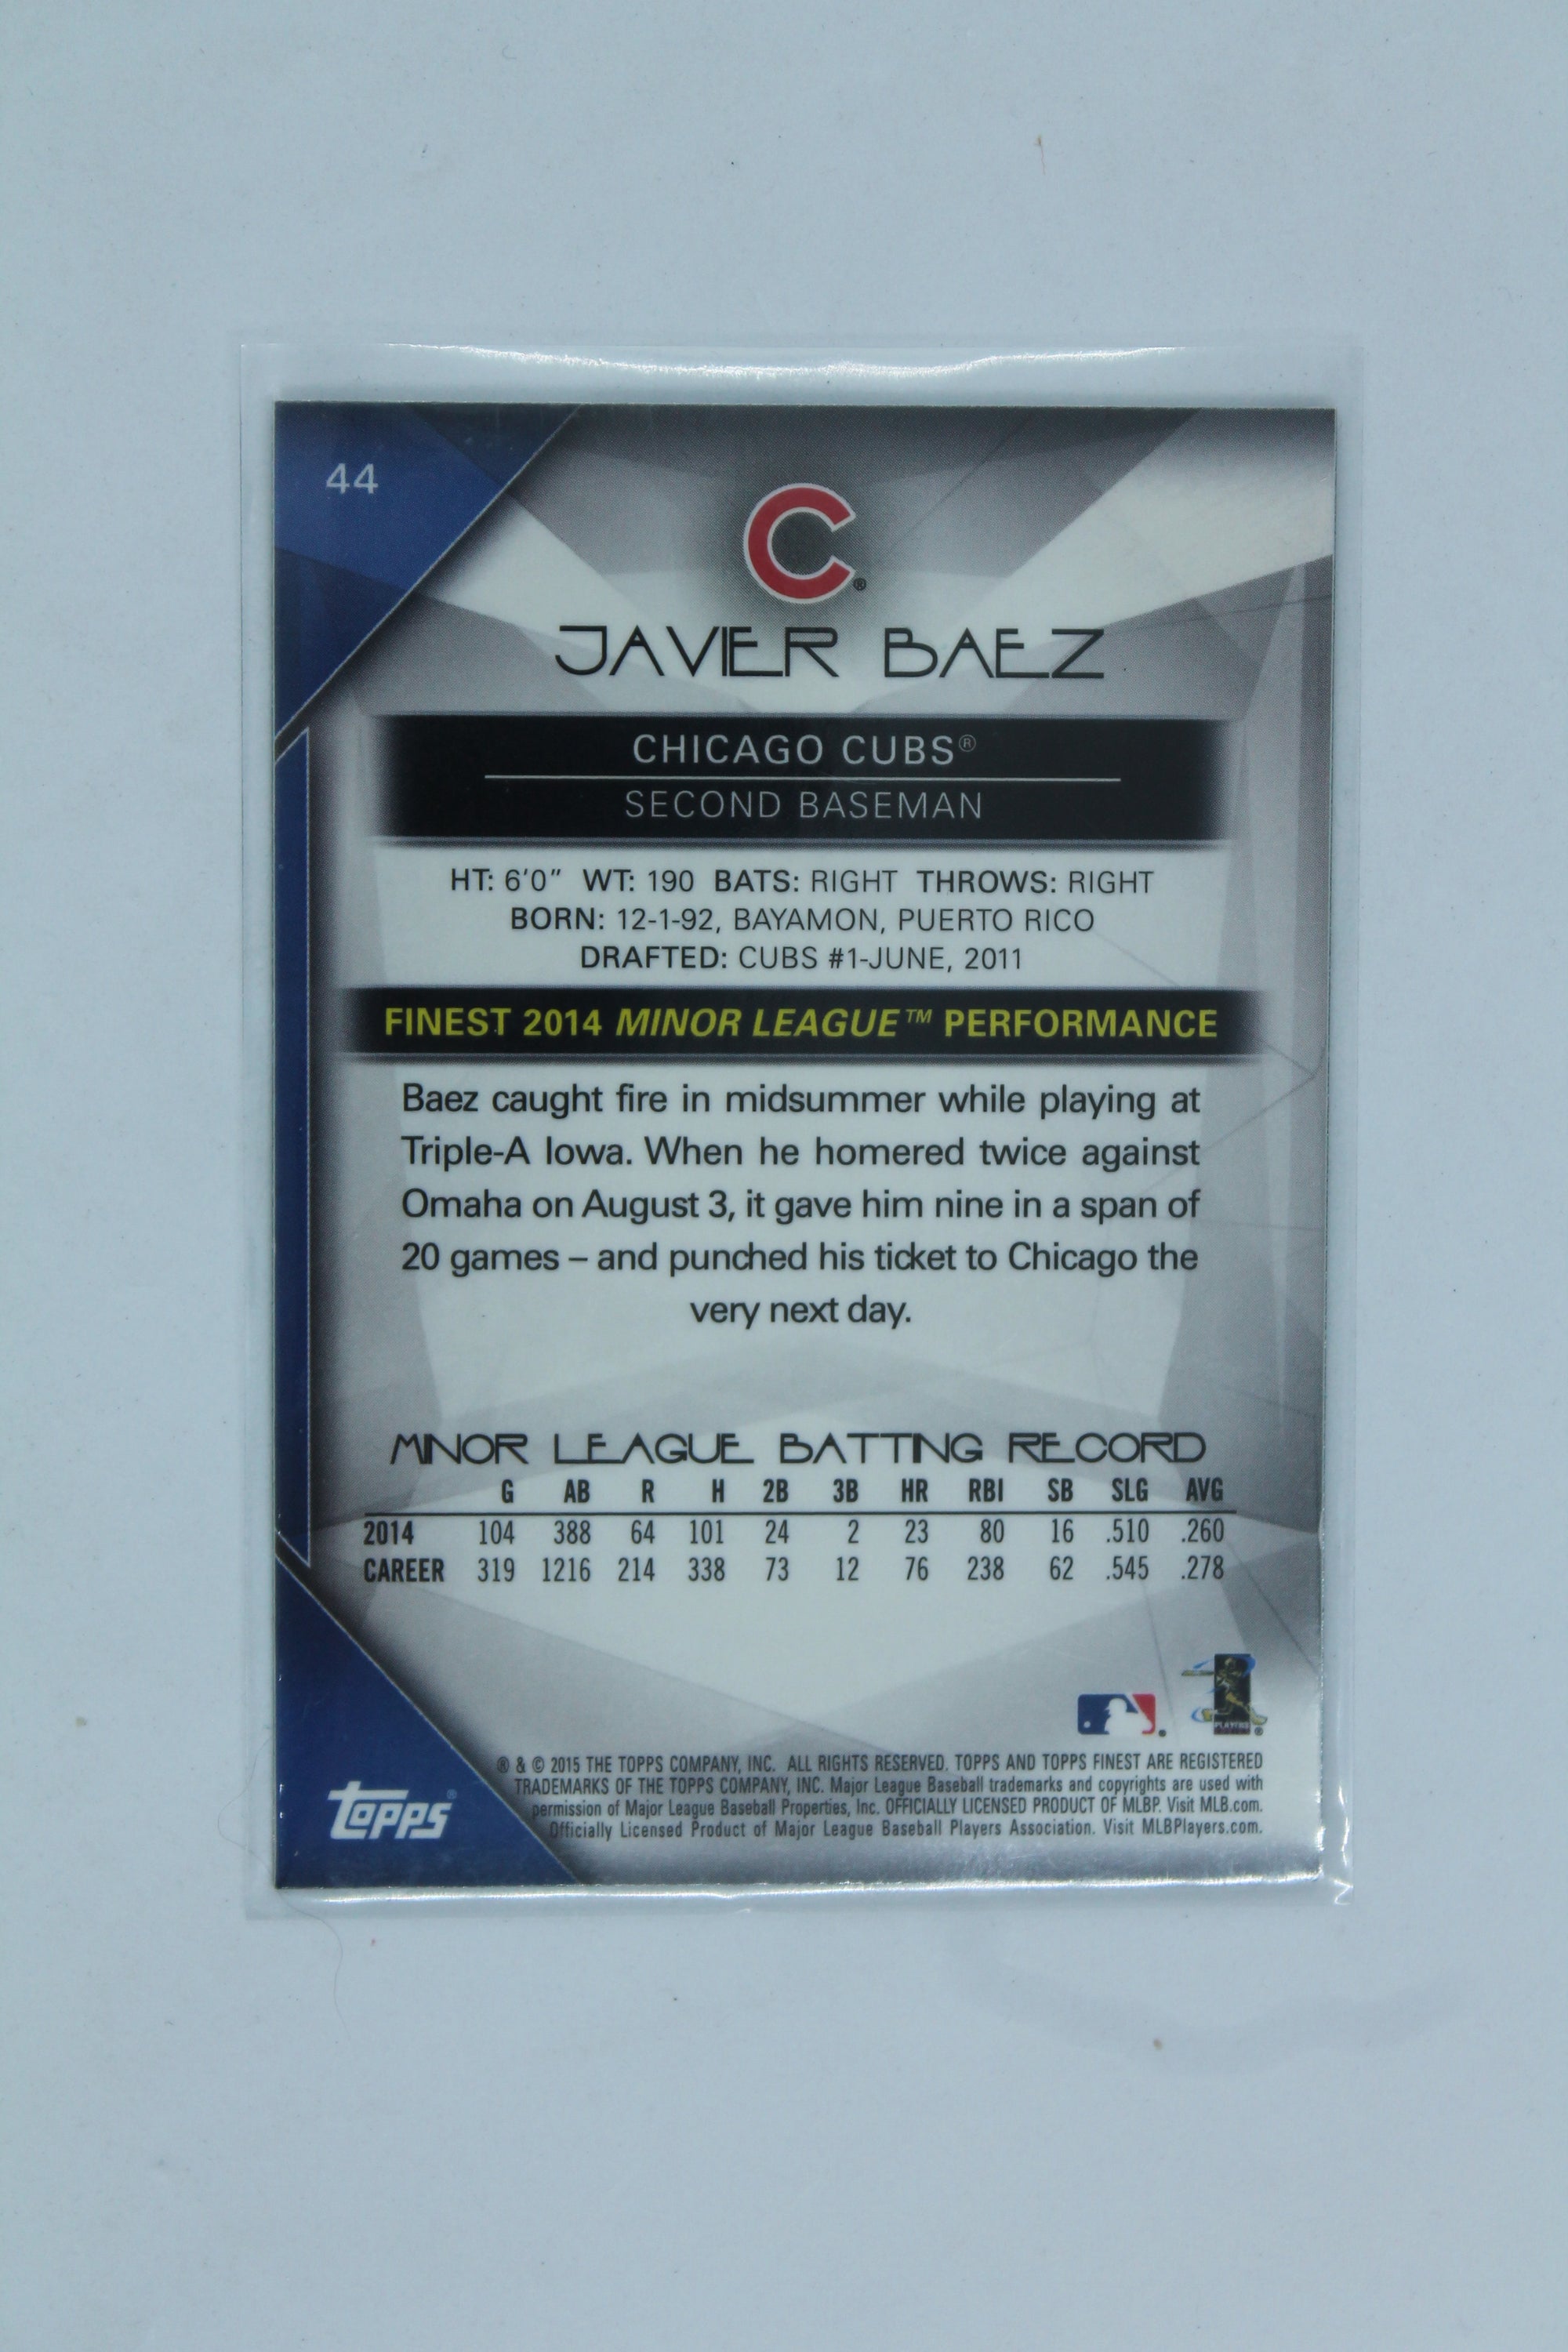 44
C®
JAVIER BAEZ
CHICAGO CUBS®
SECOND BASEMAN
HT: 6'0" WT: 190 BATS: RIGHT THROWS: RIGHT
BORN: 12-1-92, BAYAMON, PUERTO RICO
DRAFTED: CUBS #1-JUNE, 2011
FINEST 2014 MINOR LEAGUE™ PERFORMANCE
Baez caught fire in midsummer while playing at
Triple-A Iowa. When he homered twice against
Omaha on August 3, it gave him nine in a span of
20 games – and punched his ticket to Chicago the
very next day.
MINOR LEAGUE BATTING RECORD
G AB R H 2B 3B HR RBI SB SLG AVG
2014 104 388 64 101 24 2 23 80 16 .510 .260
CAREER 319 1216 214 338 73 12 76 238 62 .545 .278
PLAYERS ®
® & © 2015 THE TOPPS COMPANY, INC. ALL RIGHTS RESERVED. TOPPS AND TOPPS FINEST ARE REGISTERED
TRADEMARKS OF THE TOPPS COMPANY, INC. Major League Baseball trademarks and copyrights are used with
permission of Major League Baseball Properties, Inc. OFFICIALLY LICENSED PRODUCT OF MLBP. Visit MLB.com.
Officially Licensed Product of Major League Baseball Players Association. Visit MLBPlayers.com.
topps®